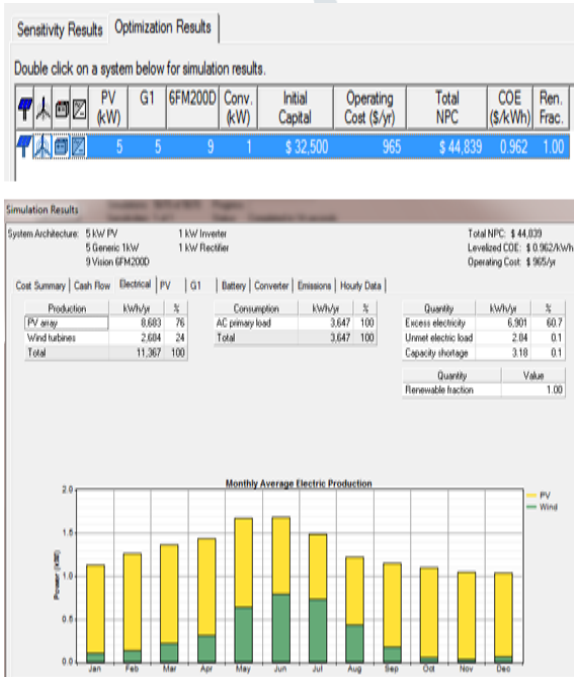 Sensitivity Results Optimization Results
Double click on a system below for simulation results.
PV (kW) G1 6FM200D Conv. (kW) Initial Capital Operating Cost ($/yr) Total NPC COE ($/kWh) Ren. Frac.
5 5 9 1 $ 32,500 965 $ 44,839 0.962 1.00
Simulation Results
System Architecture: 5 kW PV 1 kW Inverter Total NPC: $ 44,839
5 Generic 1kW 1 kW Rectifier Levelized COE: $ 0.962/kWh
9 Vision 6FM200D Operating Cost: $ 965/yr
Cost Summary Cash Flow Electrical PV G1 Battery Converter Emissions Hourly Data
Production kWh/yr % Consumption kWh/yr % Quantity kWh/yr %
PV array 8,683 76 AC primary load 3,647 100 Excess electricity 6,901 60.7
Wind turbines 2,684 24 Total 3,647 100 Unmet electric load 2.84 0.1
Total 11,367 100 Capacity shortage 3.18 0.1
Quantity Value
Renewable fraction 1.00
Monthly Average Electric Production
PV
Wind
Power (kW)
2.0
1.5
1.0
0.5
0.0
Jan Feb Mar Apr May Jun Jul Aug Sep Oct Nov Dec